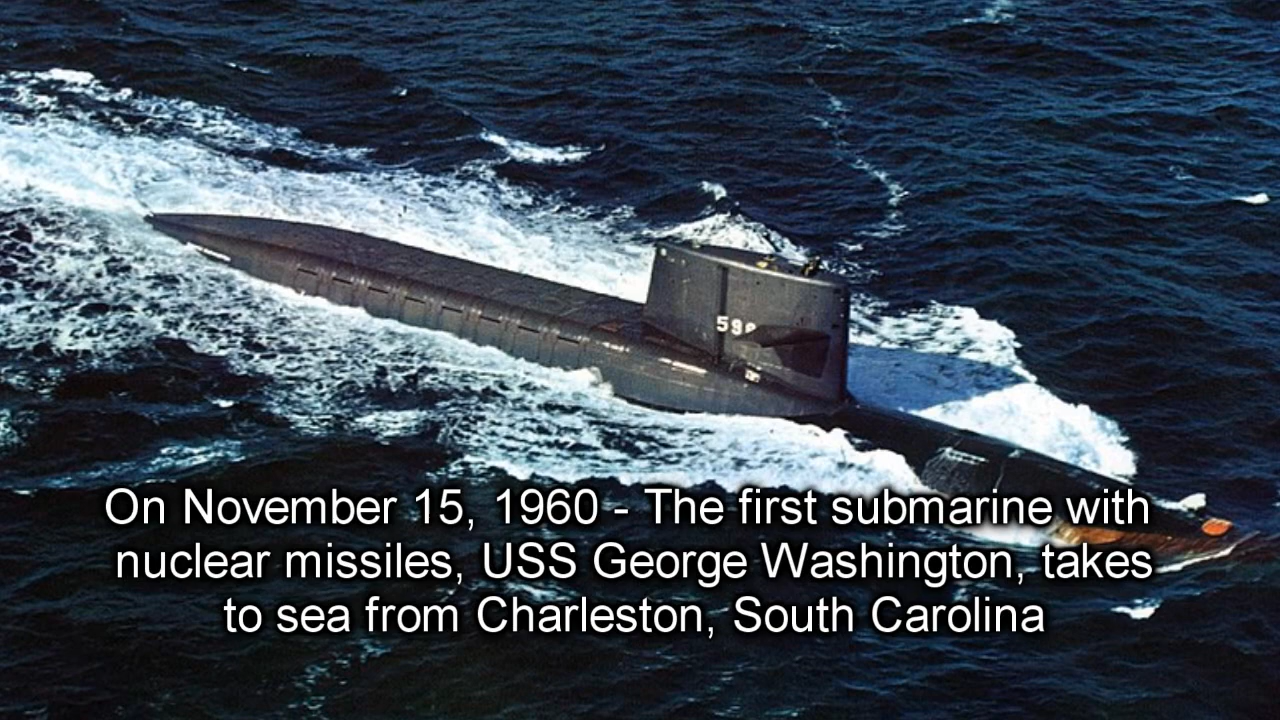 598
On November 15, 1960 - The first submarine with
nuclear missiles, USS George Washington, takes
to sea from Charleston, South Carolina